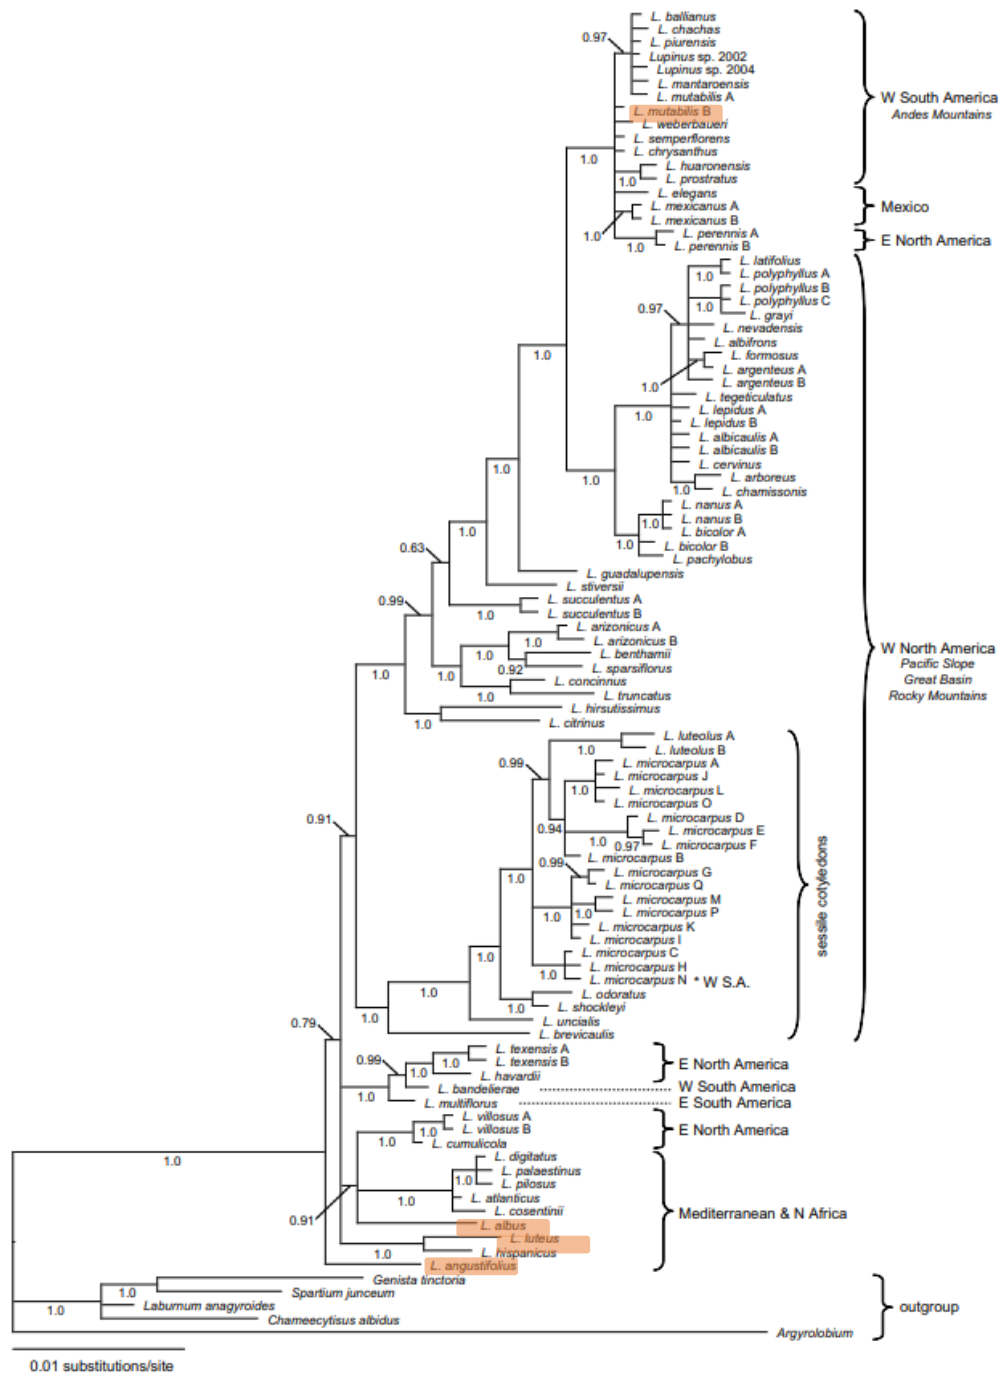 L. ballianus
L. chachas
0.97
L. piurensis
Lupinus sp. 2002
Lupinus sp. 2004
L. mantaroensis
L. mutabilis A
W South America
Andes Mountains
L. mutabilis B
L. weberbaueri
L. semperflorens
L. chrysanthus
1.0
L. huaronensis
1.0
L. prostratus
L. elegans
L. mexicanus A
Mexico
L. mexicanus B
1.0
L. perennis A
1.0
L. perennis B
E North America
L. latifolius
1.0
L. polyphyllus A
L. polyphyllus B
L. polyphyllus C
1.0
L. grayi
0.97
L. nevadensis
L. albifrons
L. formosus
1.0
L. argenteus A
L. argenteus B
1.0
L. tegeticulatus
1.0
L. lepidus A
L. lepidus B
L. albicaulis A
L. albicaulis B
L. cervinus
1.0
L. arboreus
1.0
L. chamissonis
1.0
L. nanus A
1.0
L. nanus B
L. bicolor A
1.0
L. bicolor B
L. pachylobus
1.0
0.63
L. guadalupensis
L. stiversii
0.99
L. succulentus A
1.0
L. succulentus B
L. arizonicus A
1.0
L. arizonicus B
1.0
L. benthamii
0.92
L. sparsiflorus
1.0
L. concinnus
1.0
L. truncatus
1.0
L. hirsutissimus
1.0
L. citrinus
W North America
Pacific Slope
Great Basin
Rocky Mountains
L. luteolus A
1.0
L. luteolus B
0.99
L. microcarpus A
L. microcarpus J
1.0
L. microcarpus L
L. microcarpus O
0.91
L. microcarpus D
0.94
L. microcarpus E
1.0
0.97
L. microcarpus F
L. microcarpus B
0.99
L. microcarpus G
1.0
L. microcarpus Q
L. microcarpus M
1.0
1.0
L. microcarpus P
L. microcarpus K
L. microcarpus I
L. microcarpus C
1.0
L. microcarpus H
1.0
L. microcarpus N * W S.A.
1.0
L. odoratus
1.0
L. shockleyi
L. uncialis
1.0
L. brevicaulis
sessile cotyledons
0.79
L. texensis A
0.99
1.0
L. texensis B
1.0
L. havardii
E North America
L. bandelierae
W South America
1.0
L. multiflorus
E South America
L. villosus A
1.0
L. villosus B
1.0
L. cumulicola
E North America
1.0
L. digitatus
L. palaestinus
1.0
L. pilosus
1.0
L. atlanticus
L. cosentinii
Mediterranean & N Africa
0.91
L. albus
L. luteus
1.0
L. hispanicus
L. angustifolius
Genista tinctoria
1.0
Spartium junceum
1.0
Laburnum anagyroides
Chameecytisus albidus
outgroup
Argyrolobium
0.01 substitutions/site